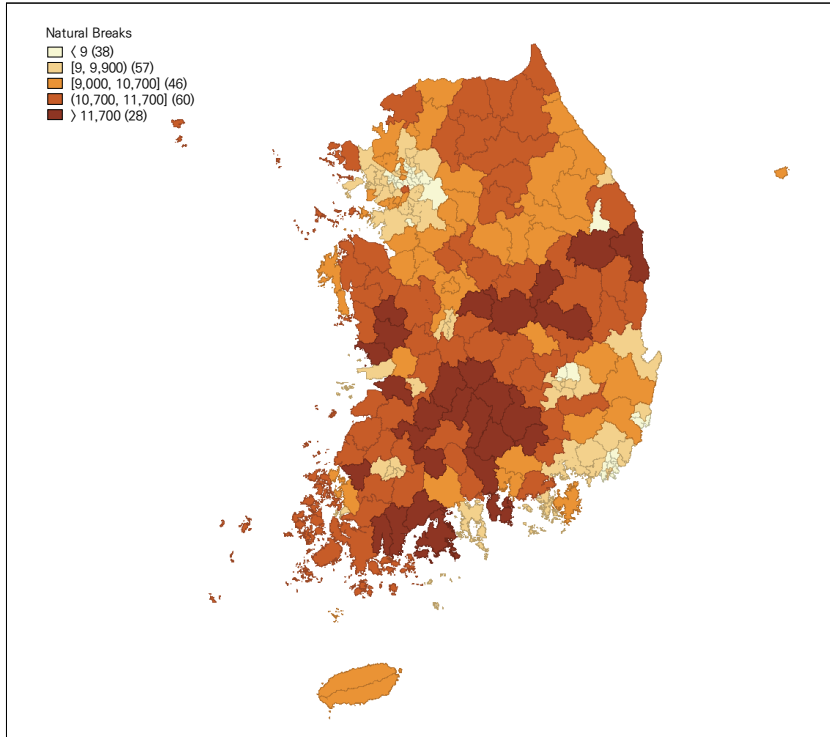 Natural Breaks
〈 9 (38)
[9, 9,900) (57)
[9,000, 10,700] (46)
(10,700, 11,700] (60)
〉 11,700 (28)